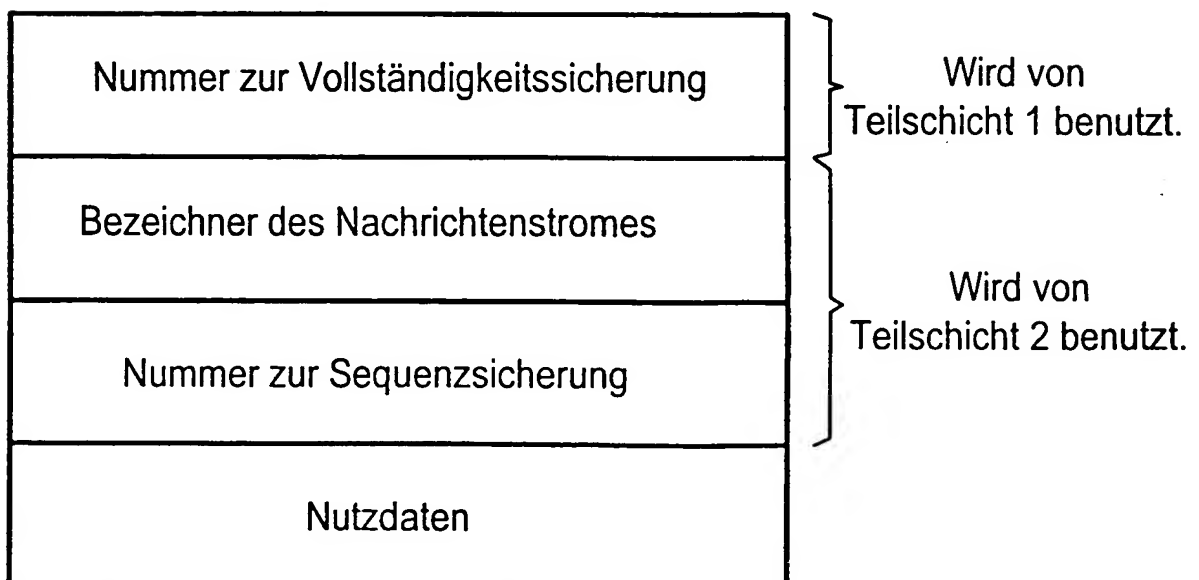 Nummer zur Vollständigkeitssicherung
Wird von
Teilschicht 1 benutzt.
Bezeichner des Nachrichtenstromes
Nummer zur Sequenzsicherung
Wird von
Teilschicht 2 benutzt.
Nutzdaten